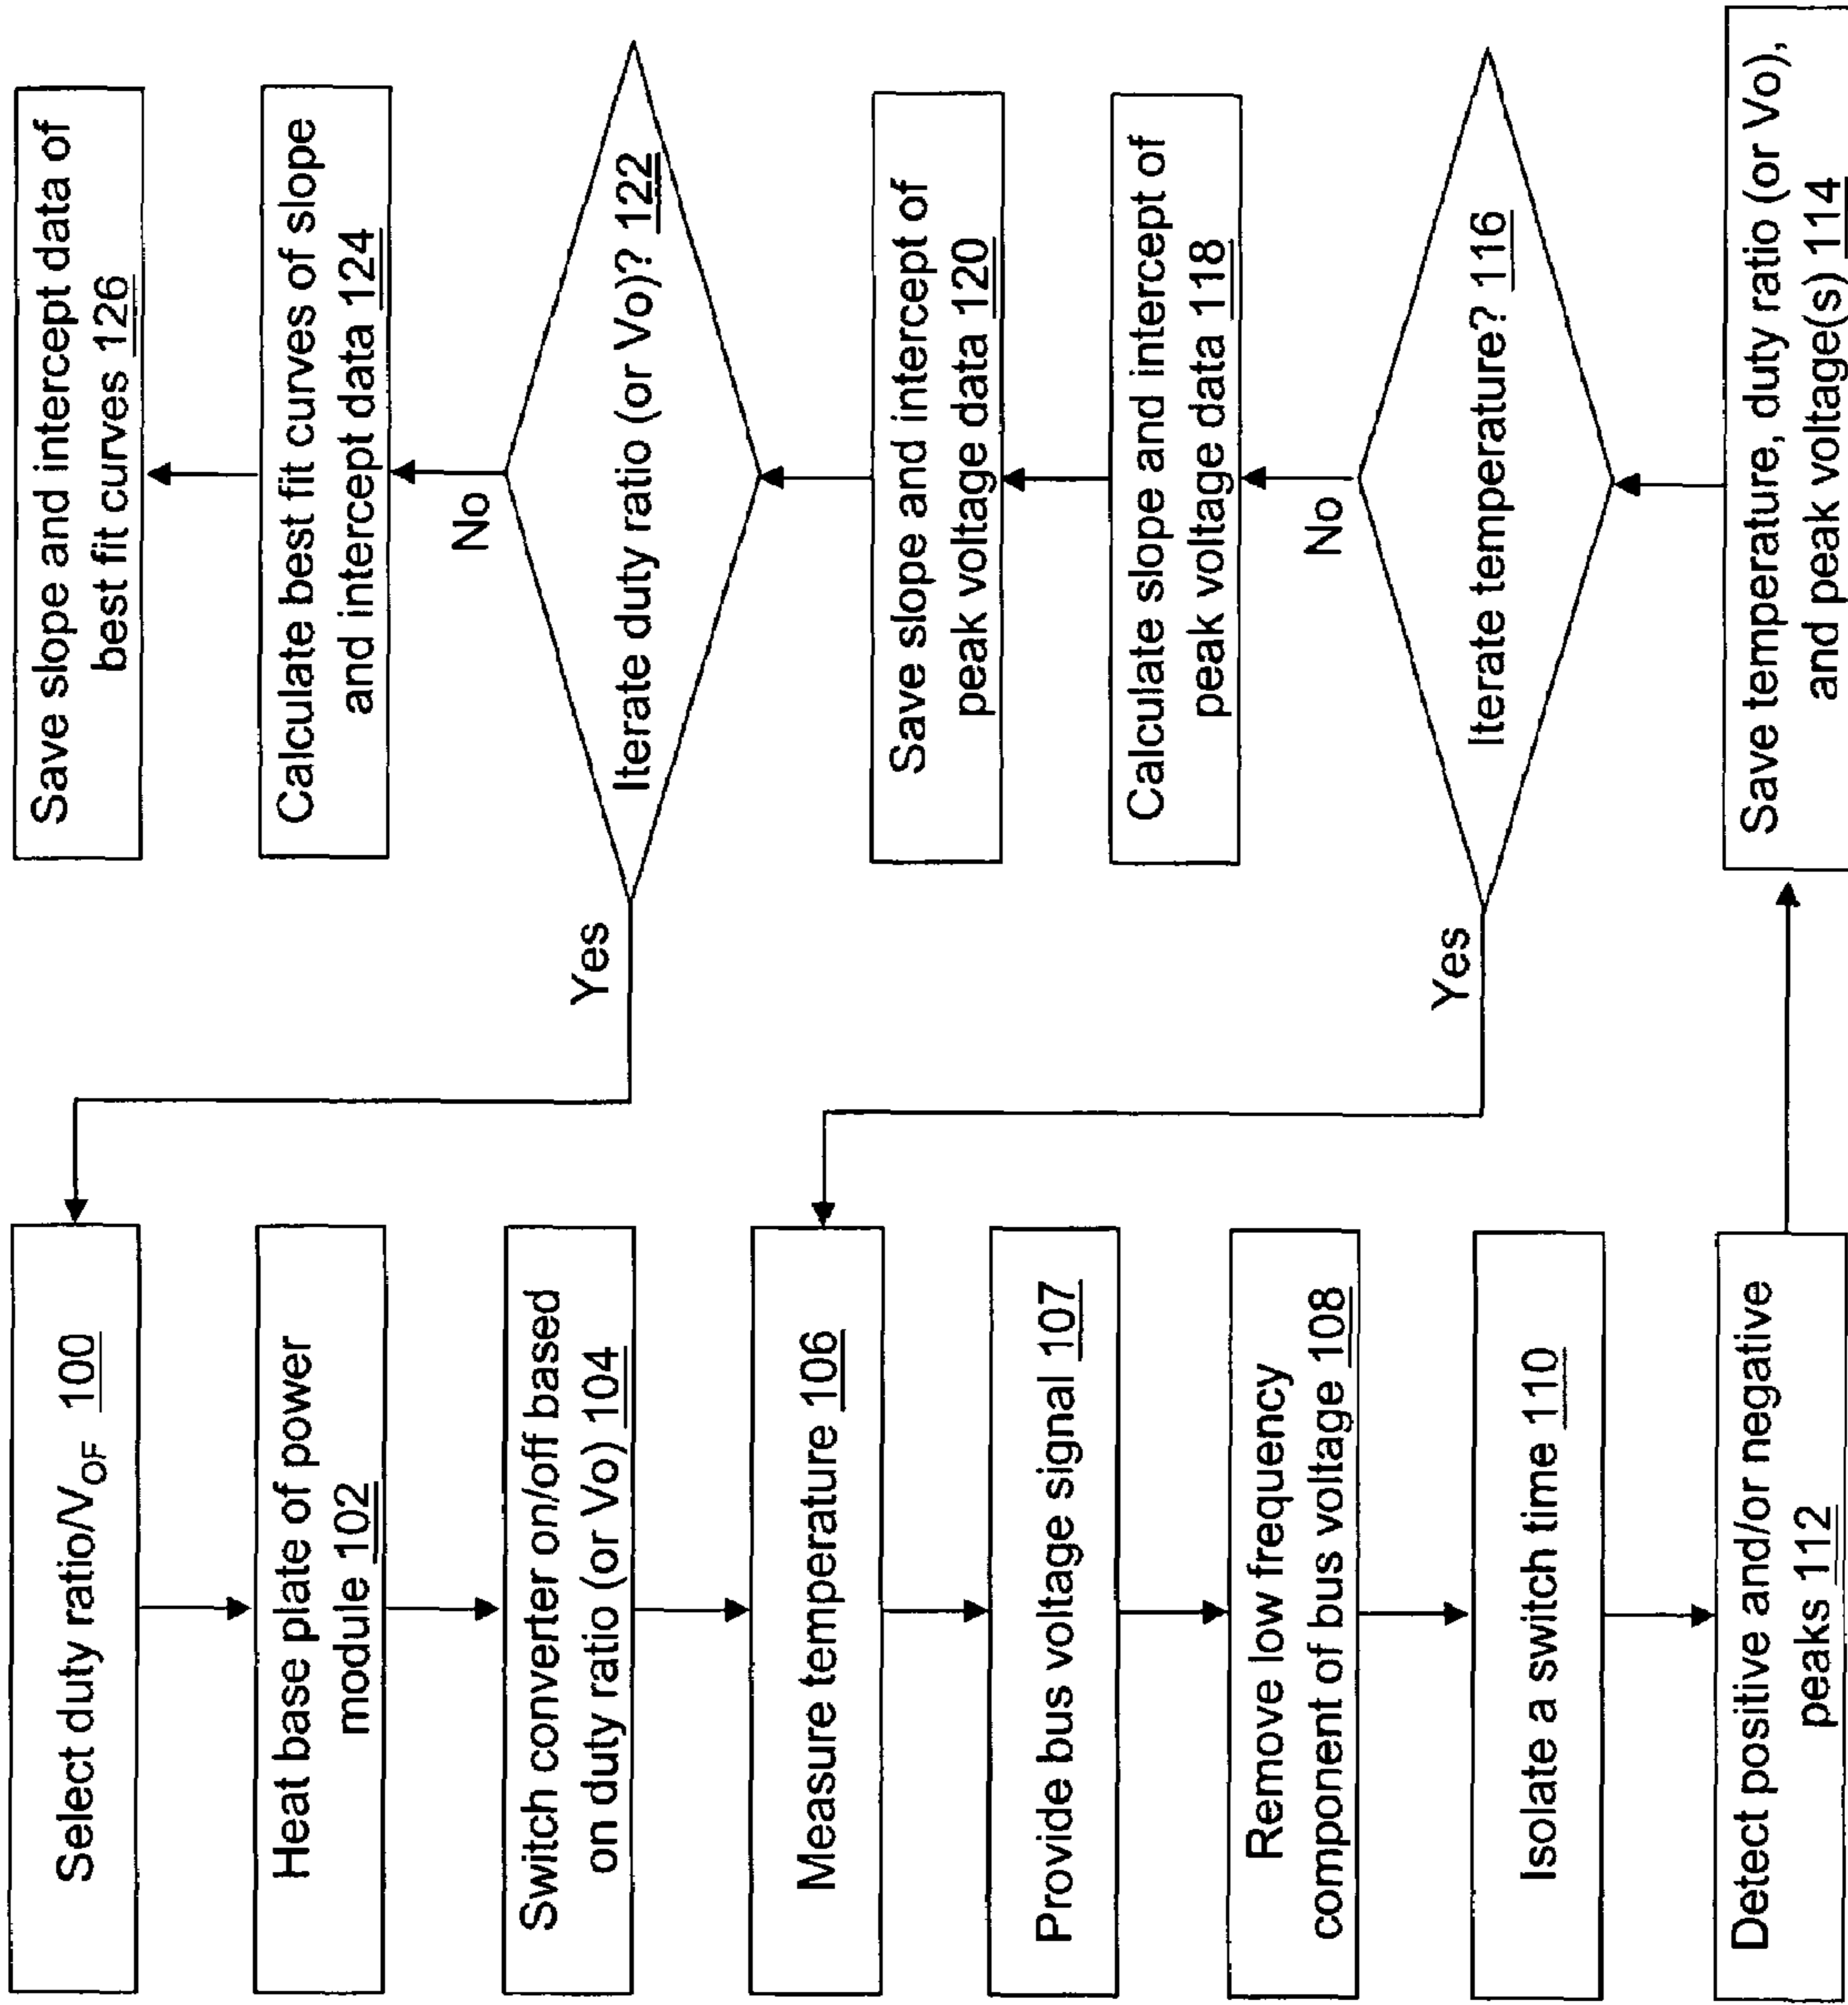 Select duty ratio/V_OF 100
Heat base plate of power
module 102
Switch converter on/off based
on duty ratio (or Vo) 104
Measure temperature 106
Provide bus voltage signal 107
Remove low frequency
component of bus voltage 108
Isolate a switch time 110
Detect positive and/or negative
peaks 112
Save temperature, duty ratio (or Vo),
and peak voltage(s) 114
Iterate temperature? 116
Yes
No
Calculate slope and intercept of
peak voltage data 118
Save slope and intercept of
peak voltage data 120
Iterate duty ratio (or Vo)? 122
Yes
No
Calculate best fit curves of slope
and intercept data 124
Save slope and intercept data of
best fit curves 126